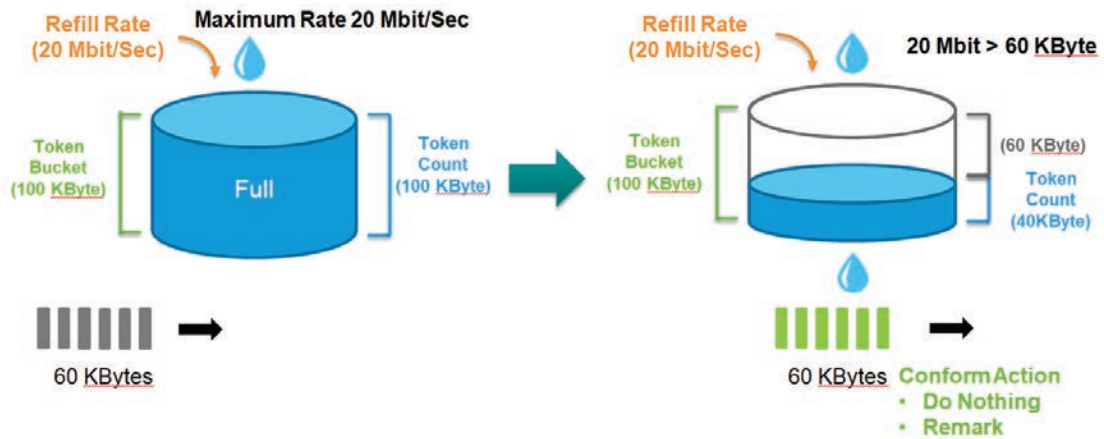 Refill Rate
(20 Mbit/Sec)
Maximum Rate 20 Mbit/Sec
Token
Bucket
(100 KByte)
Full
Token
Count
(100 KByte)
60 KBytes
Refill Rate
(20 Mbit/Sec)
20 Mbit > 60 KByte
Token
Bucket
(100 KByte)
(60 KByte)
Token
Count
(40KByte)
60 KBytes
Conform Action
• Do Nothing
• Remark